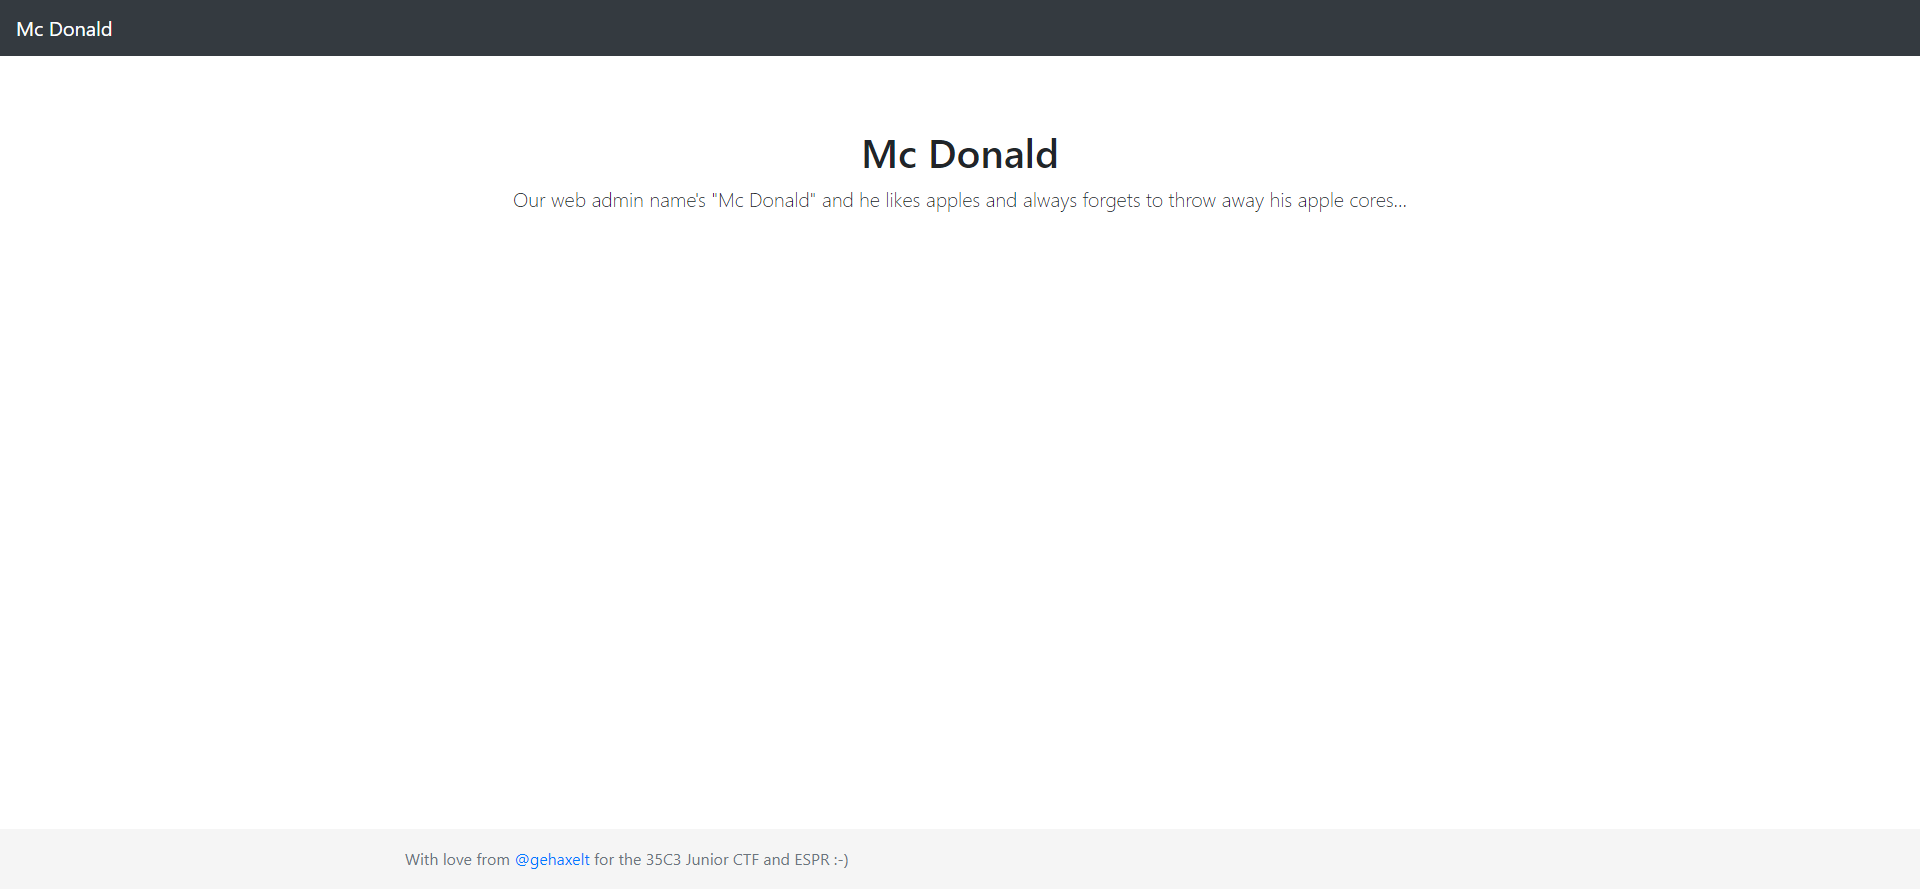 Mc Donald
Mc Donald
Our web admin name's "Mc Donald" and he likes apples and always forgets to throw away his apple cores...
With love from @gehaxelt for the 35C3 Junior CTF and ESPR :-)